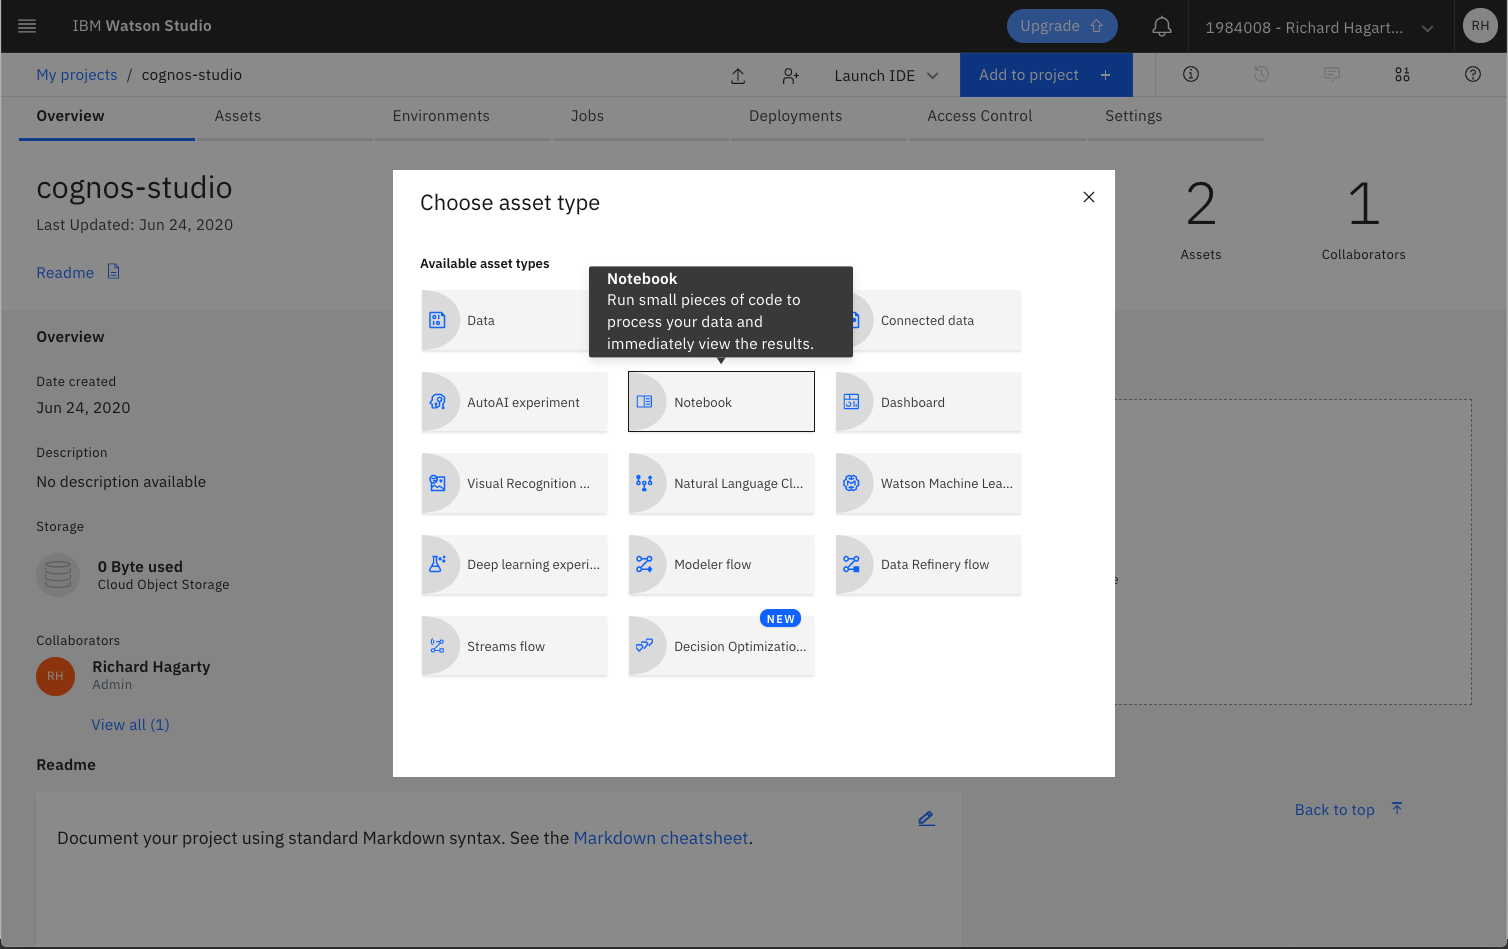 IBM Watson Studio
Upgrade
1984008 - Richard Hagart...
RH
My projects / cognos-studio
Launch IDE
Add to project +
Overview
Assets
Environments
Jobs
Deployments
Access Control
Settings
cognos-studio
Last Updated: Jun 24, 2020
Readme
2
Assets
1
Collaborators
Overview
Date created
Jun 24, 2020
Description
No description available
Storage
0 Byte used
Cloud Object Storage
Collaborators
RH
Richard Hagarty
Admin
View all (1)
Readme
Document your project using standard Markdown syntax. See the Markdown cheatsheet.
Back to top
Choose asset type
Available asset types
Notebook
Run small pieces of code to
process your data and
immediately view the results.
Data
Connected data
AutoAI experiment
Notebook
Dashboard
Visual Recognition ...
Natural Language Cl...
Watson Machine Lea...
Deep learning experi...
Modeler flow
Data Refinery flow
Streams flow
NEW
Decision Optimizatio...